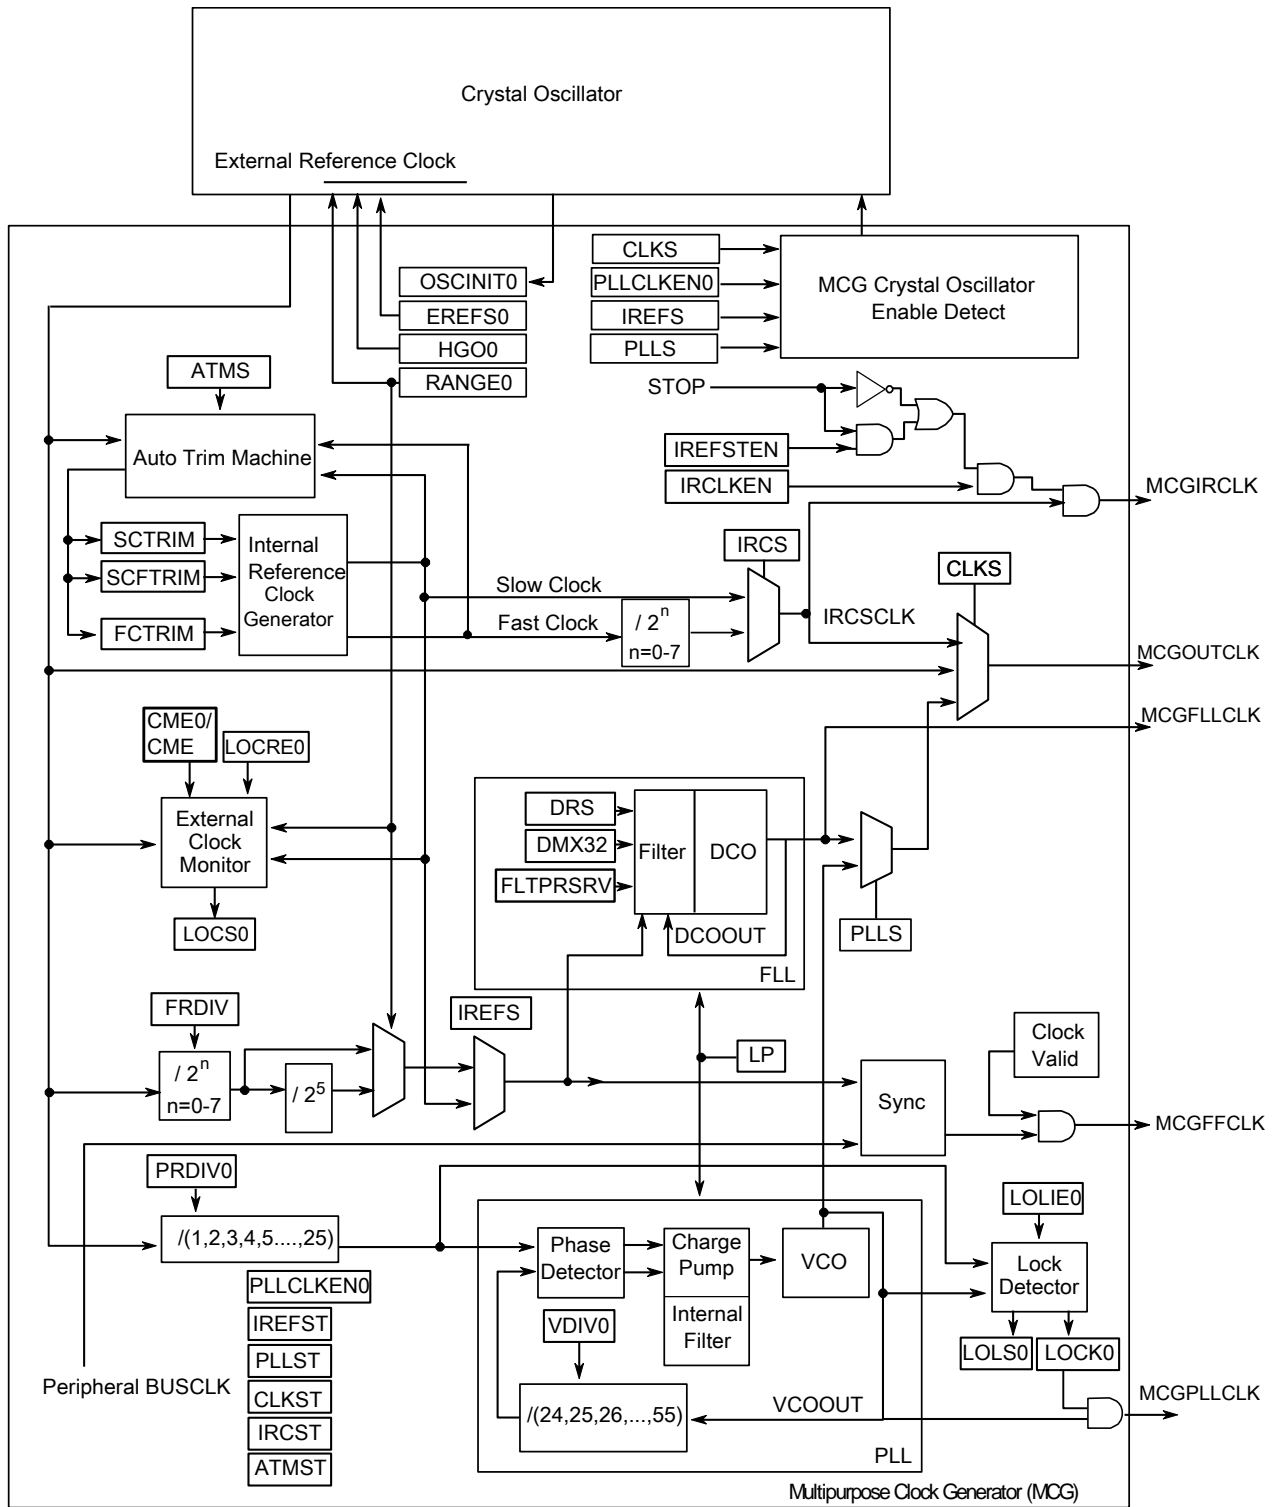 Crystal Oscillator
External Reference Clock
CLKS
OSCINIT0
PLLCLKEN0
MCG Crystal Oscillator
Enable Detect
EREFS0
IREFS
HGO0
PLLS
ATMS
RANGE0
STOP
Auto Trim Machine
IREFSTEN
IRCLKEN
MCGIRCLK
SCTRIM
SCFTRIM
FCTRIM
Internal
Reference
Clock
Generator
IRCS
CLKS
Slow Clock
Fast Clock
/ 2^n
n=0-7
IRCSCLK
MCGOUTCLK
MCGFLLCLK
CME0/
CME
LOCRE0
External
Clock
Monitor
LOCS0
DRS
DMX32
FLTPRSRV
Filter
DCO
DCOOUT
PLLS
FLL
FRDIV
/ 2^n
n=0-7
/ 2^5
IREFS
LP
Clock
Valid
Sync
MCGFFCLK
PRDIV0
/(1,2,3,4,5....,25)
Phase
Detector
Charge
Pump
Internal
Filter
VCO
LOLIE0
Lock
Detector
LOLS0
LOCK0
PLLCLKEN0
IREFST
PLLST
CLKST
IRCST
ATMST
Peripheral BUSCLK
VDIV0
/(24,25,26,...,55)
VCOOUT
PLL
MCGPLLCLK
Multipurpose Clock Generator (MCG)